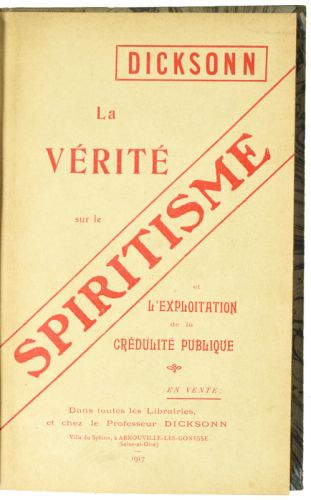 DICKSONN
La
VÉRITÉ
sur le
SPIRITISME
et
L'EXPLOITATION
de la
CRÉDULITÉ PUBLIQUE
EN VENTE:
Dans toutes les Librairies,
et chez le Professeur DICKSONN
Villa du Sphinx, à ARNOUVILLE-LES-GONESSE
(Seine-et-Oise)
1917